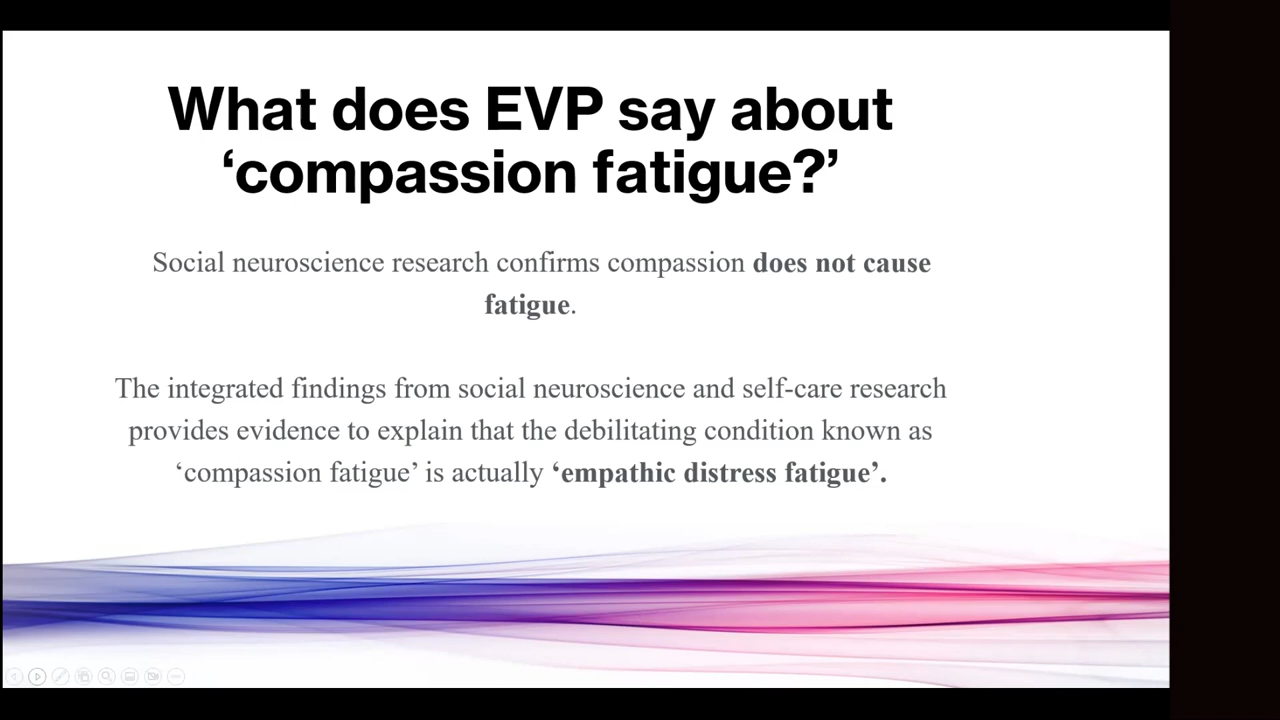 What does EVP say about
‘compassion fatigue?’
Social neuroscience research confirms compassion does not cause
fatigue.
The integrated findings from social neuroscience and self-care research
provides evidence to explain that the debilitating condition known as
‘compassion fatigue’ is actually ‘empathic distress fatigue’.